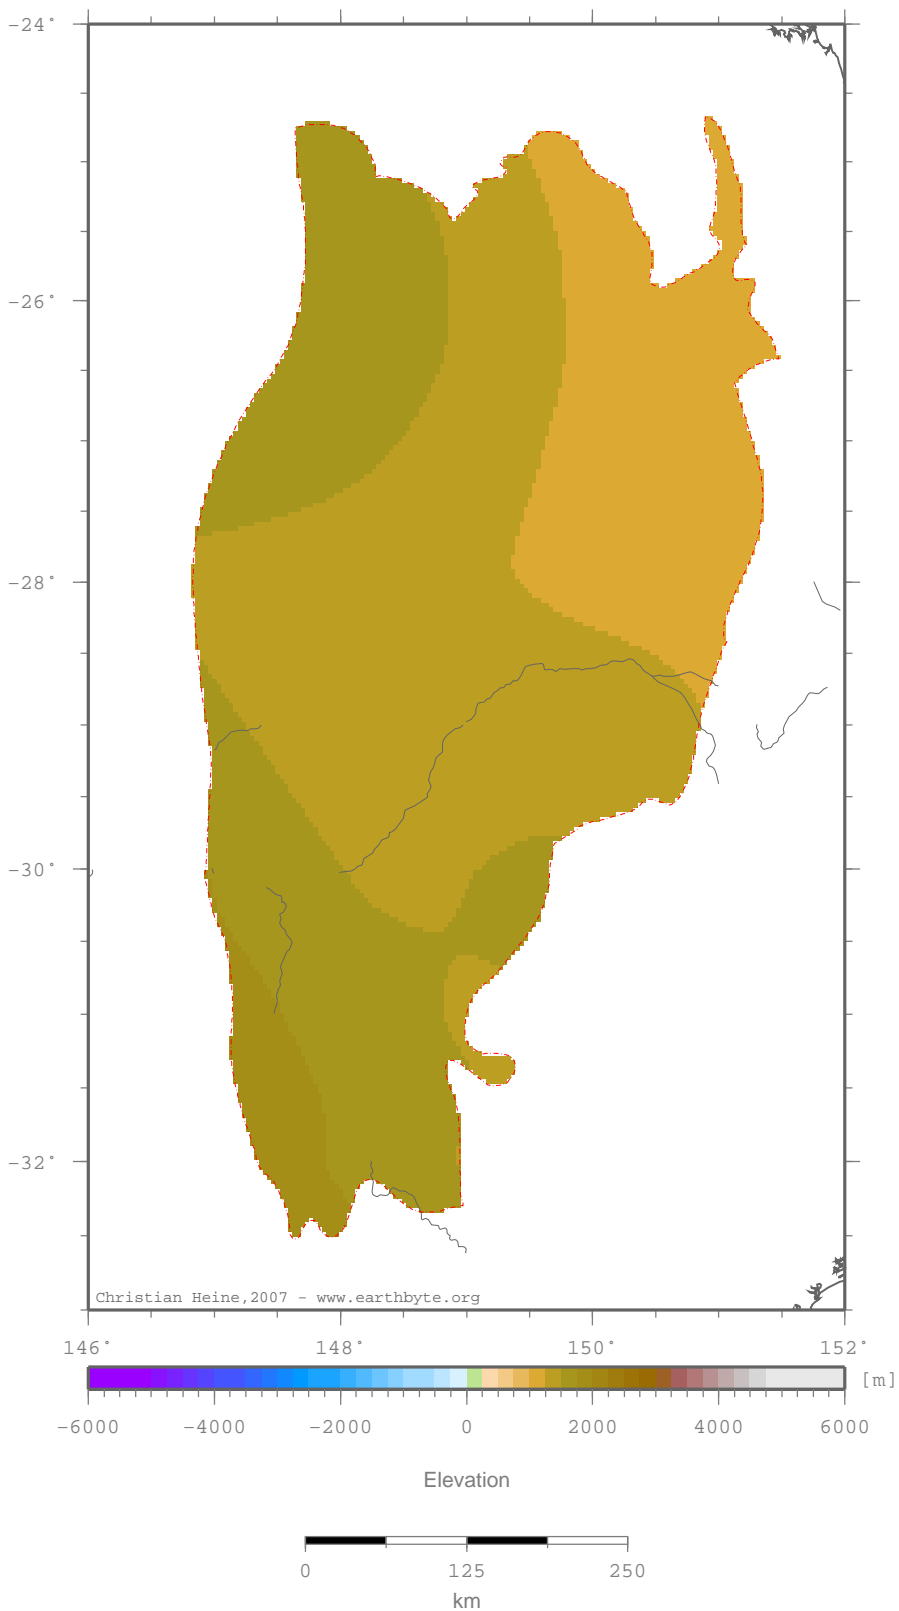 −24°
−26°
−28°
−30°
−32°
Christian Heine,2007 − www.earthbyte.org
146° 148° 150° 152°
[m]
−6000 −4000 −2000 0 2000 4000 6000
Elevation
0 125 250
km